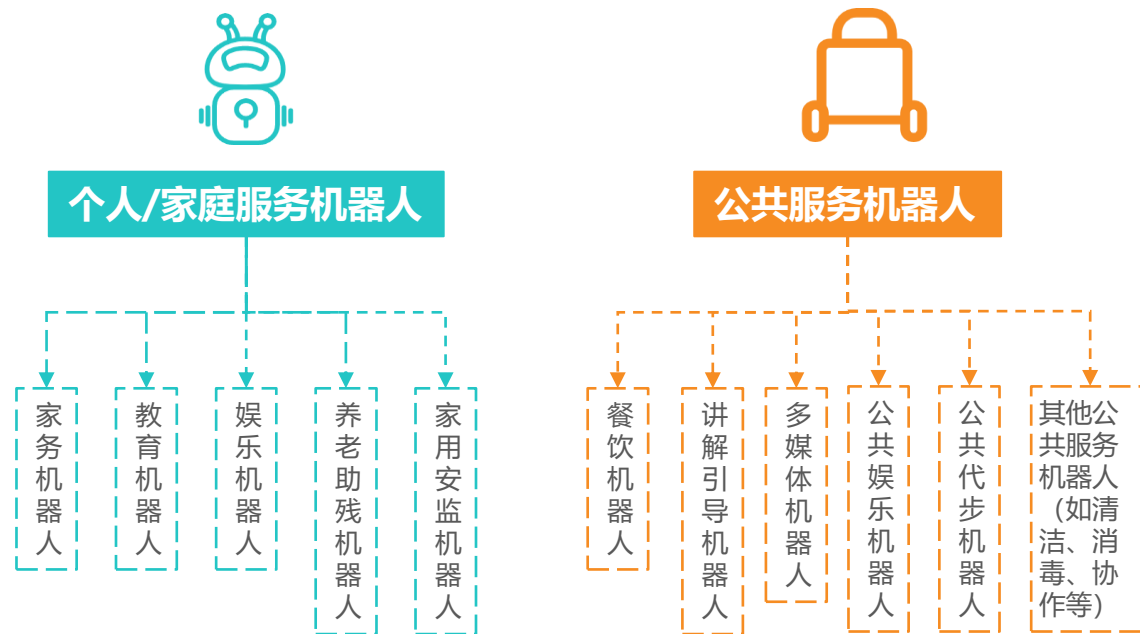 个人/家庭服务机器人
公共服务机器人
家务机器人
教育机器人
娱乐机器人
养老助残机器人
家用安监机器人
餐饮机器人
讲解引导机器人
多媒体机器人
公共娱乐机器人
公共代步机器人
其他公
共服务
机器人
（如清
洁、消
毒、协
作等）